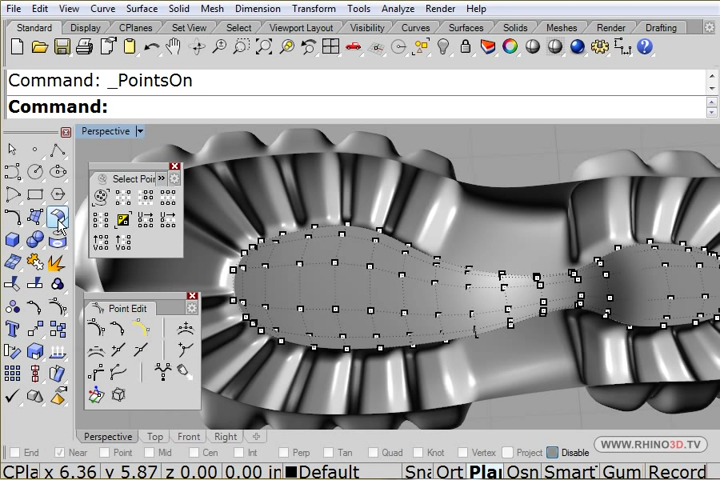 File Edit View Curve Surface Solid Mesh Dimension Transform Tools Analyze Render Help
Standard Display CPlanes Set View Select Viewport Layout Visibility Curves Surfaces Solids Meshes Render Drafting
Command: _PointsOn
Command:
Perspective
Select Poin »
Point Edit
Perspective Top Front Right
End Near Point Mid Cen Int Perp Tan Quad Knot Vertex Project Disable
WWW.RHINO3D.TV
CPla x 6.36 y 5.87 z 0.00 0.00 in Default Sna Ort Plan Osn SmartT Gum Record